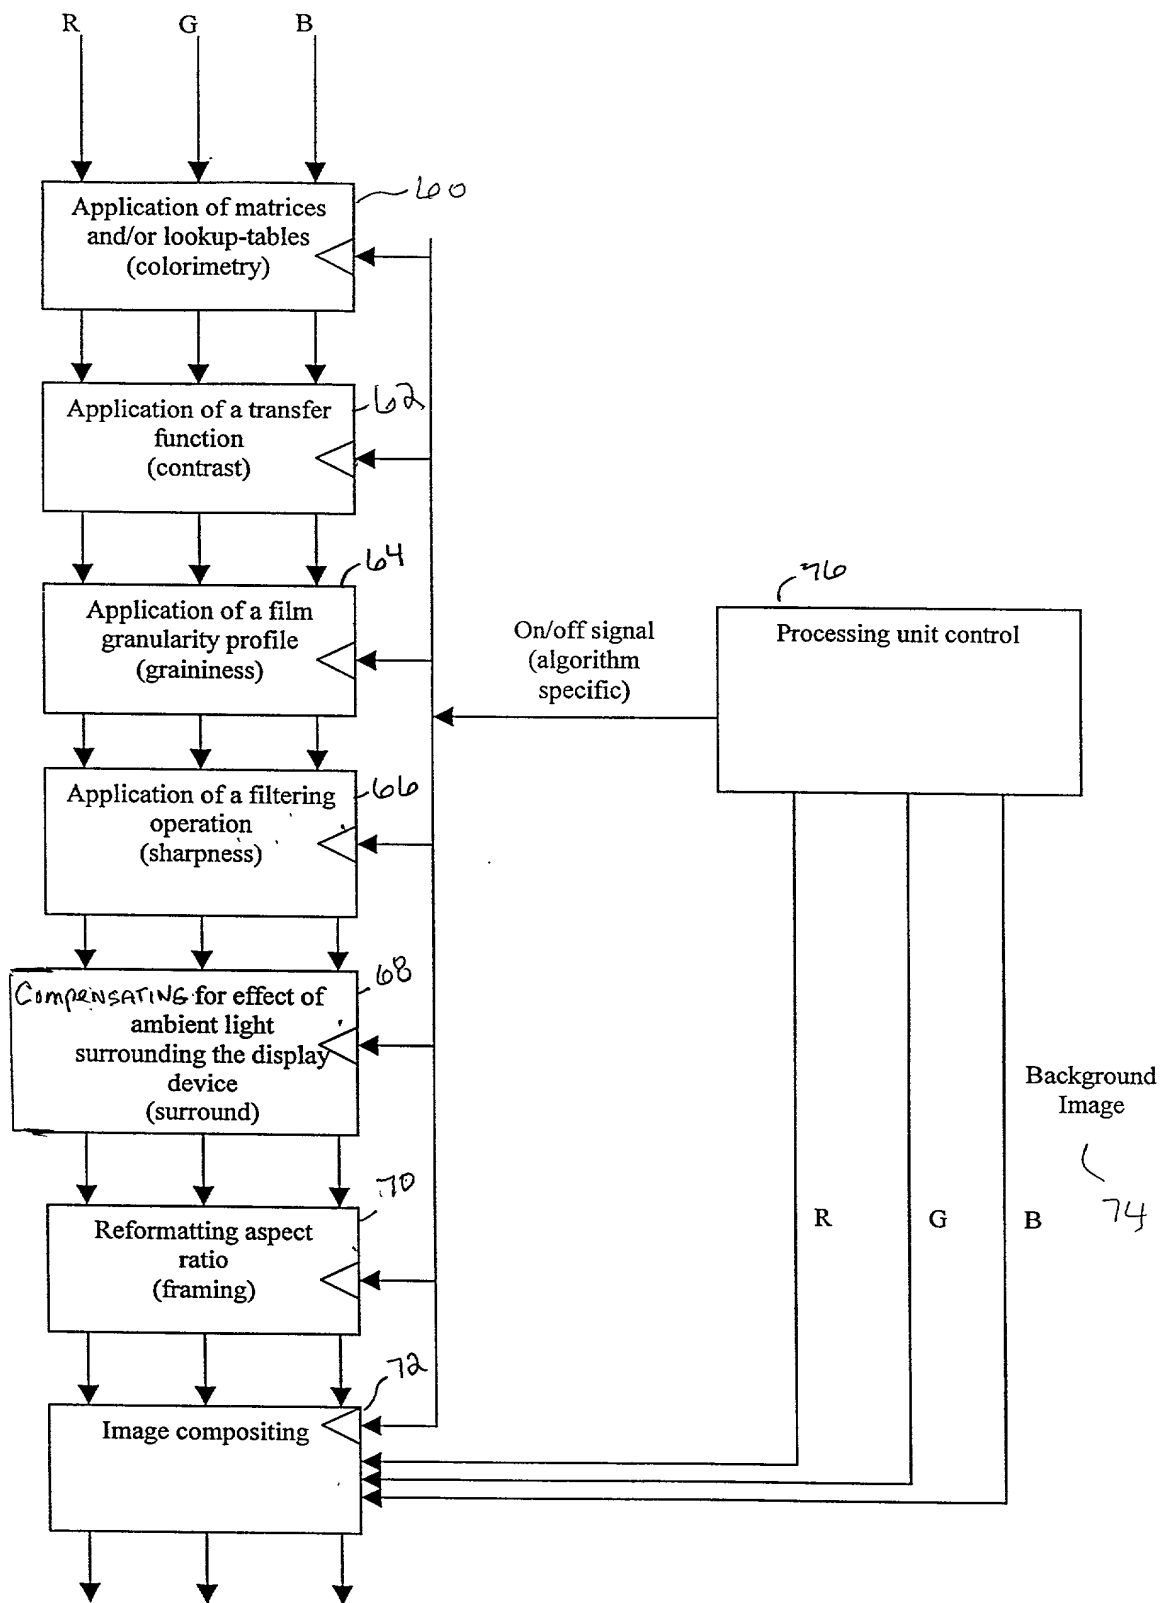 R G B
60
Application of matrices
and/or lookup-tables
(colorimetry)
62
Application of a transfer
function
(contrast)
64
Application of a film
granularity profile
(graininess)
On/off signal
(algorithm
specific)
76
Processing unit control
66
Application of a filtering
operation
(sharpness)
68
COMPENSATING for effect of
ambient light
surrounding the display
device
(surround)
Background
Image
74
70
Reformatting aspect
ratio
(framing)
R G B
72
Image compositing